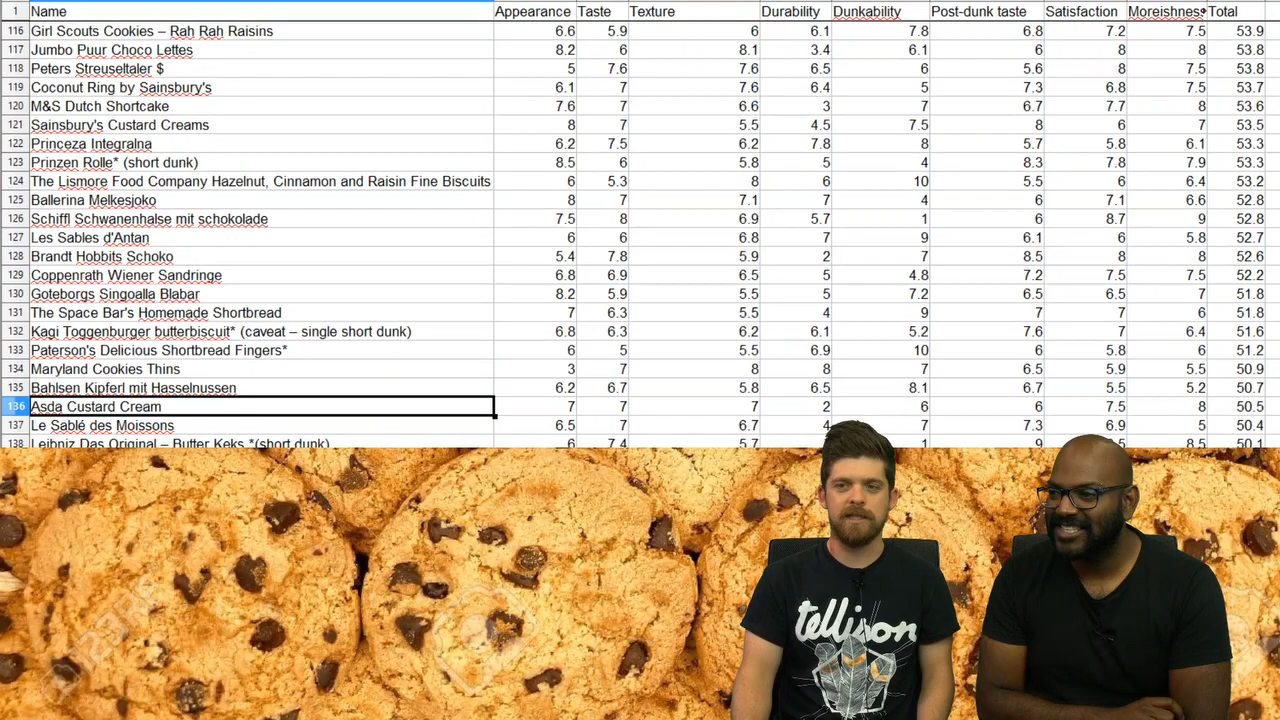 1 Name Appearance Taste Texture Durability Dunkability Post-dunk taste Satisfaction Moreishness Total
116 Girl Scouts Cookies – Rah Rah Raisins 6.6 5.9 6 6.1 7.8 6.8 7.2 7.5 53.9
117 Jumbo Puur Choco Lettes 8.2 6 8.1 3.4 6.1 6 8 8 53.8
118 Peters Streuseltaler $ 5 7.6 7.6 6.5 6 5.6 8 7.5 53.8
119 Coconut Ring by Sainsbury's 6.1 7 7.6 6.4 5 7.3 6.8 7.5 53.7
120 M&S Dutch Shortcake 7.6 7 6.6 3 7 6.7 7.7 8 53.6
121 Sainsbury's Custard Creams 8 7 5.5 4.5 7.5 8 6 7 53.5
122 Princeza Integralna 6.2 7.5 6.2 7.8 8 5.7 5.8 6.1 53.3
123 Prinzen Rolle* (short dunk) 8.5 6 5.8 5 4 8.3 7.8 7.9 53.3
124 The Lismore Food Company Hazelnut, Cinnamon and Raisin Fine Biscuits 6 5.3 8 6 10 5.5 6 6.4 53.2
125 Ballerina Melkesjoko 8 7 7.1 7 4 6 7.1 6.6 52.8
126 Schiffl Schwanenhalse mit schokolade 7.5 8 6.9 5.7 1 6 8.7 9 52.8
127 Les Sables d'Antan 6 6 6.8 7 9 6.1 6 5.8 52.7
128 Brandt Hobbits Schoko 5.4 7.8 5.9 2 7 8.5 8 8 52.6
129 Coppenrath Wiener Sandringe 6.8 6.9 6.5 5 4.8 7.2 7.5 7.5 52.2
130 Goteborgs Singoalla Blabar 8.2 5.9 5.5 5 7.2 6.5 6.5 7 51.8
131 The Space Bar's Homemade Shortbread 7 6.3 5.5 4 9 7 7 6 51.8
132 Kagi Toggenburger butterbiscuit* (caveat – single short dunk) 6.8 6.3 6.2 6.1 5.2 7.6 7 6.4 51.6
133 Paterson's Delicious Shortbread Fingers* 6 5 5.5 6.9 10 6 5.8 6 51.2
134 Maryland Cookies Thins 3 7 8 8 7 6.5 5.9 5.5 50.9
135 Bahlsen Kipferl mit Hasselnussen 6.2 6.7 5.8 6.5 8.1 6.7 5.5 5.2 50.7
136 Asda Custard Cream 7 7 7 2 6 6 7.5 8 50.5
137 Le Sablé des Moissons 6.5 7 6.7 4 7 7.3 6.9 5 50.4
138 Leibniz Das Original – Butter Keks *(short dunk) 6 7.4 5.7 1 9 8.5 50.1
tellison
123RF